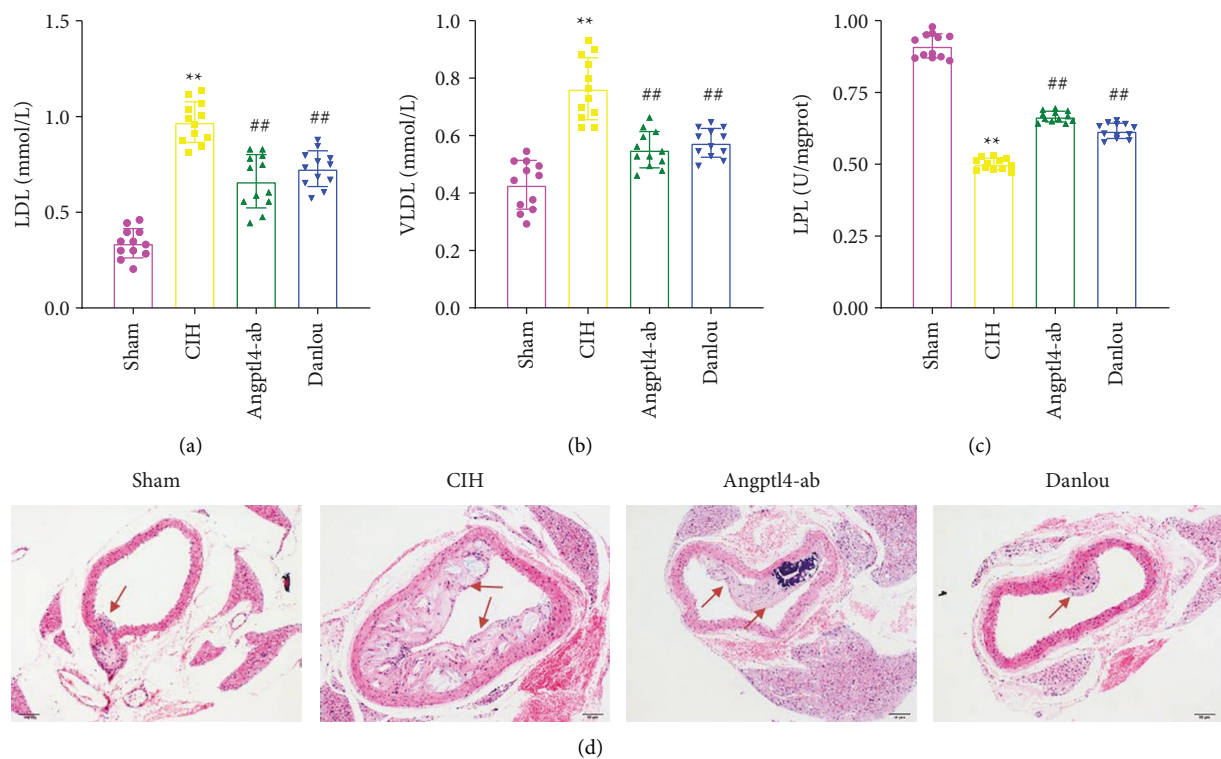 LDL (mmol/L)
1.5
1.0
0.5
0.0
**
##
##
Sham
CIH
Angptl4-ab
Danlou
(a)
VLDL (mmol/L)
1.0
0.8
0.6
0.4
0.2
0.0
**
##
##
Sham
CIH
Angptl4-ab
Danlou
(b)
LPL (U/mgprot)
1.00
0.75
0.50
0.25
0.00
**
##
##
Sham
CIH
Angptl4-ab
Danlou
(c)
Sham
CIH
Angptl4-ab
Danlou
(d)